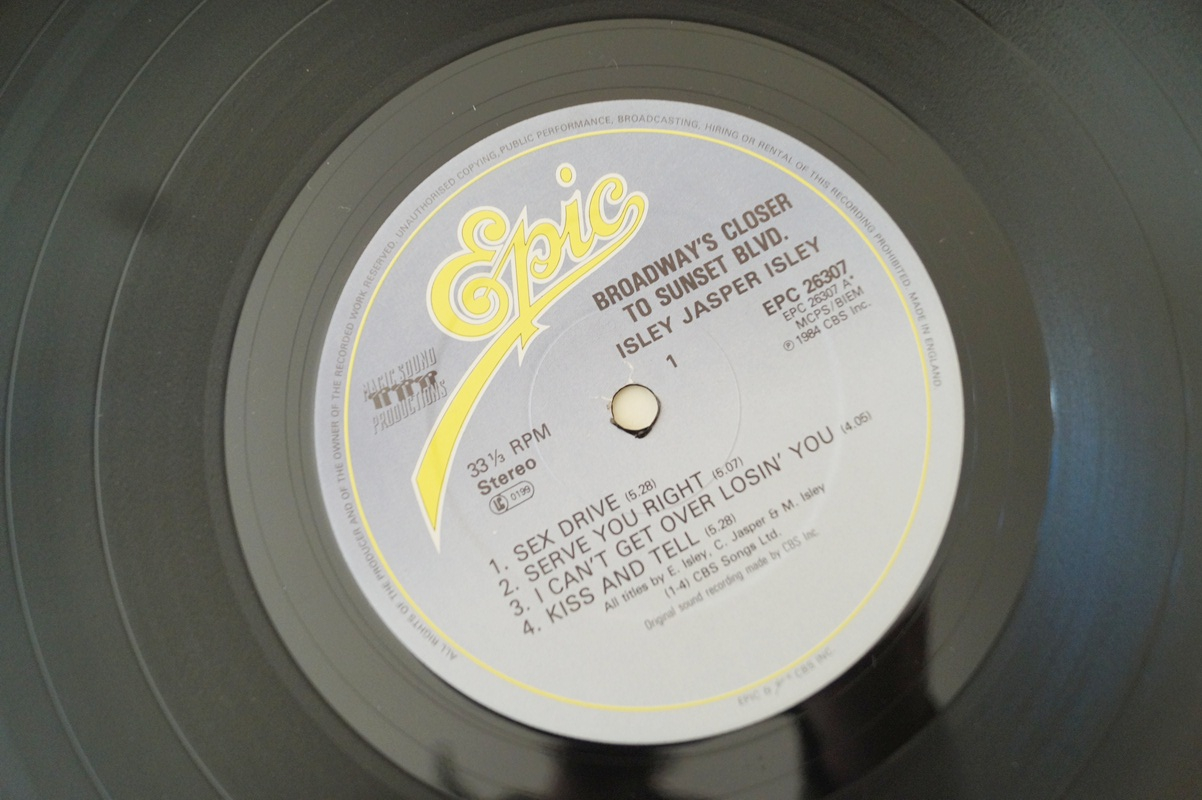 ALL RIGHTS OF THE PRODUCER AND OF THE OWNER OF THE RECORDED WORK RESERVED. UNAUTHORISED COPYING, PUBLIC PERFORMANCE, BROADCASTING, HIRING OR RENTAL OF THIS RECORDING PROHIBITED. MADE IN ENGLAND.
Epic
BROADWAY'S CLOSER
TO SUNSET BLVD.
ISLEY JASPER ISLEY
EPC 26307
EPC 26307 A*
MCPS/BIEM
℗ 1984 CBS Inc.
1
MAGIC SOUND
PRODUCTIONS
33⅓ RPM
Stereo
LC 0199
1. SEX DRIVE (5.28)
2. SERVE YOU RIGHT (5.07)
3. I CAN'T GET OVER LOSIN' YOU (4.05)
4. KISS AND TELL (5.28)
All titles by E. Isley, C. Jasper & M. Isley
(1-4) CBS Songs Ltd.
Original sound recording made by CBS Inc.
EPIC CBS INC.